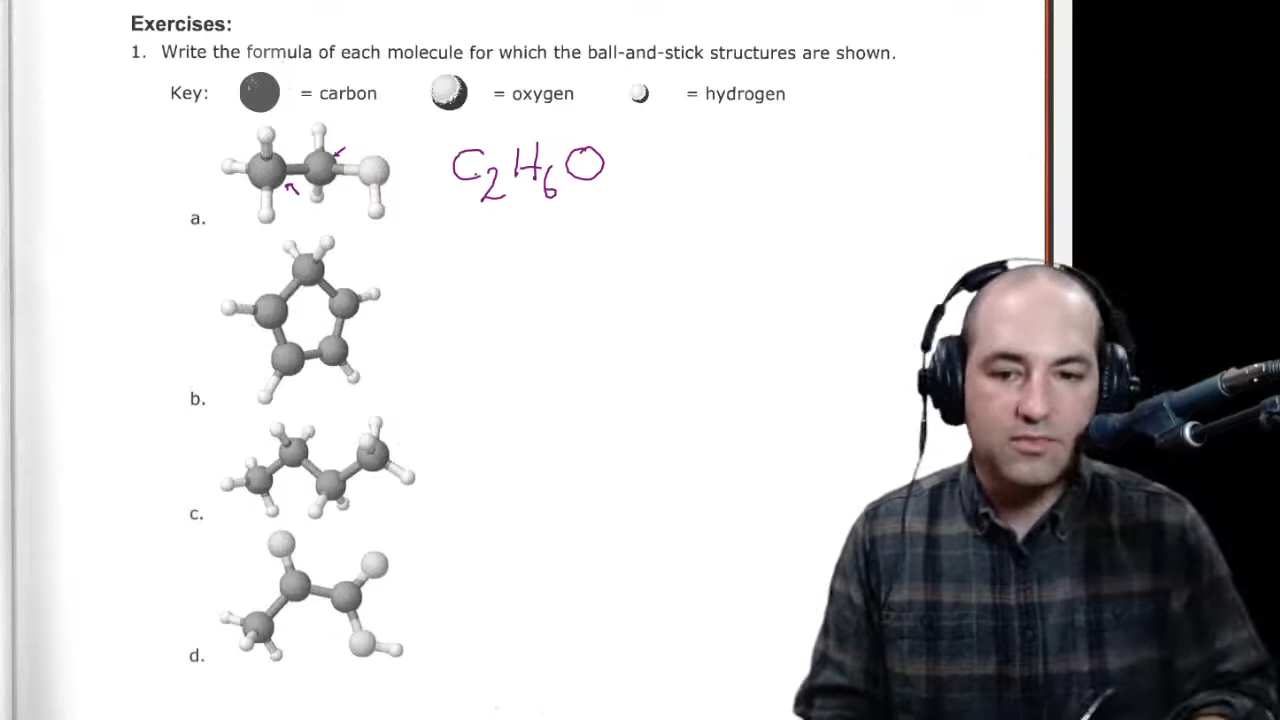 Exercises:
1. Write the formula of each molecule for which the ball-and-stick structures are shown.
Key: = carbon = oxygen = hydrogen
C2H6O
a.
b.
c.
d.